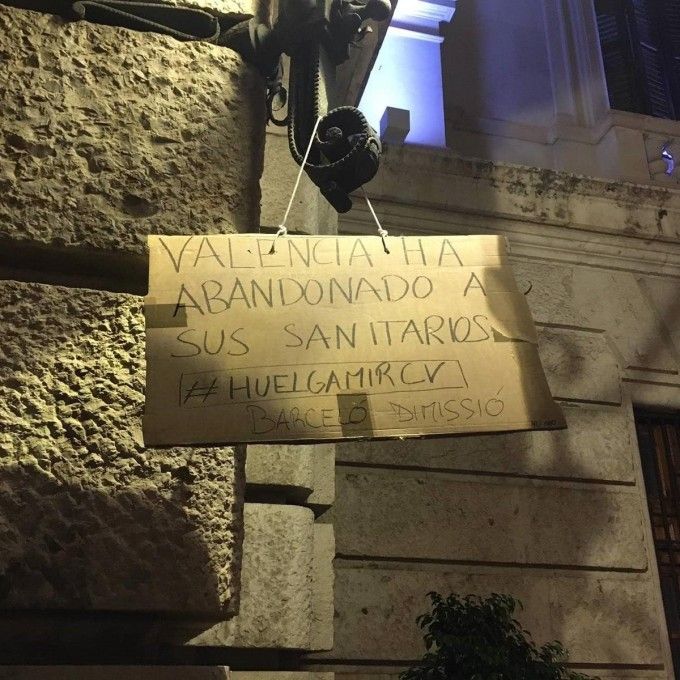 VALENCIA HA
ABANDONADO A
SUS SANITARIOS
#HUELGAMIRCV
BARCELÓ DIMISSIÓ